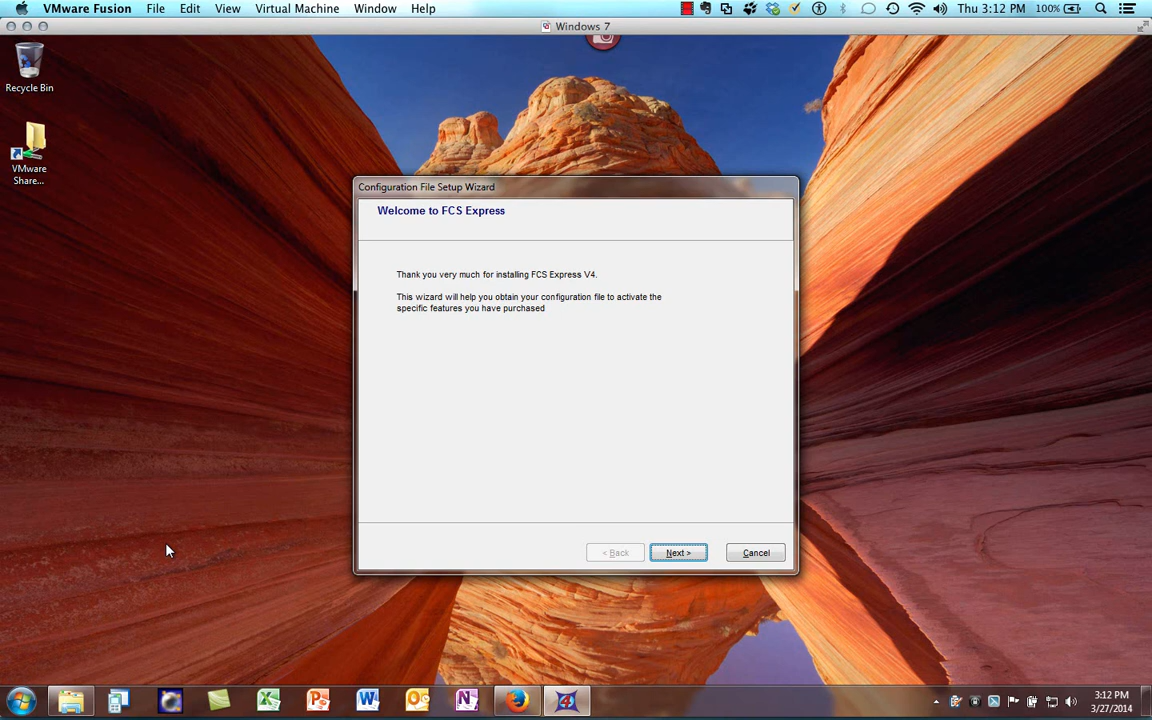 VMware Fusion File Edit View Virtual Machine Window Help Thu 3:12 PM 100%
Windows 7
Recycle Bin
VMware
Share...
Configuration File Setup Wizard
Welcome to FCS Express
Thank you very much for installing FCS Express V4.
This wizard will help you obtain your configuration file to activate the
specific features you have purchased
< Back Next > Cancel
3:12 PM
3/27/2014